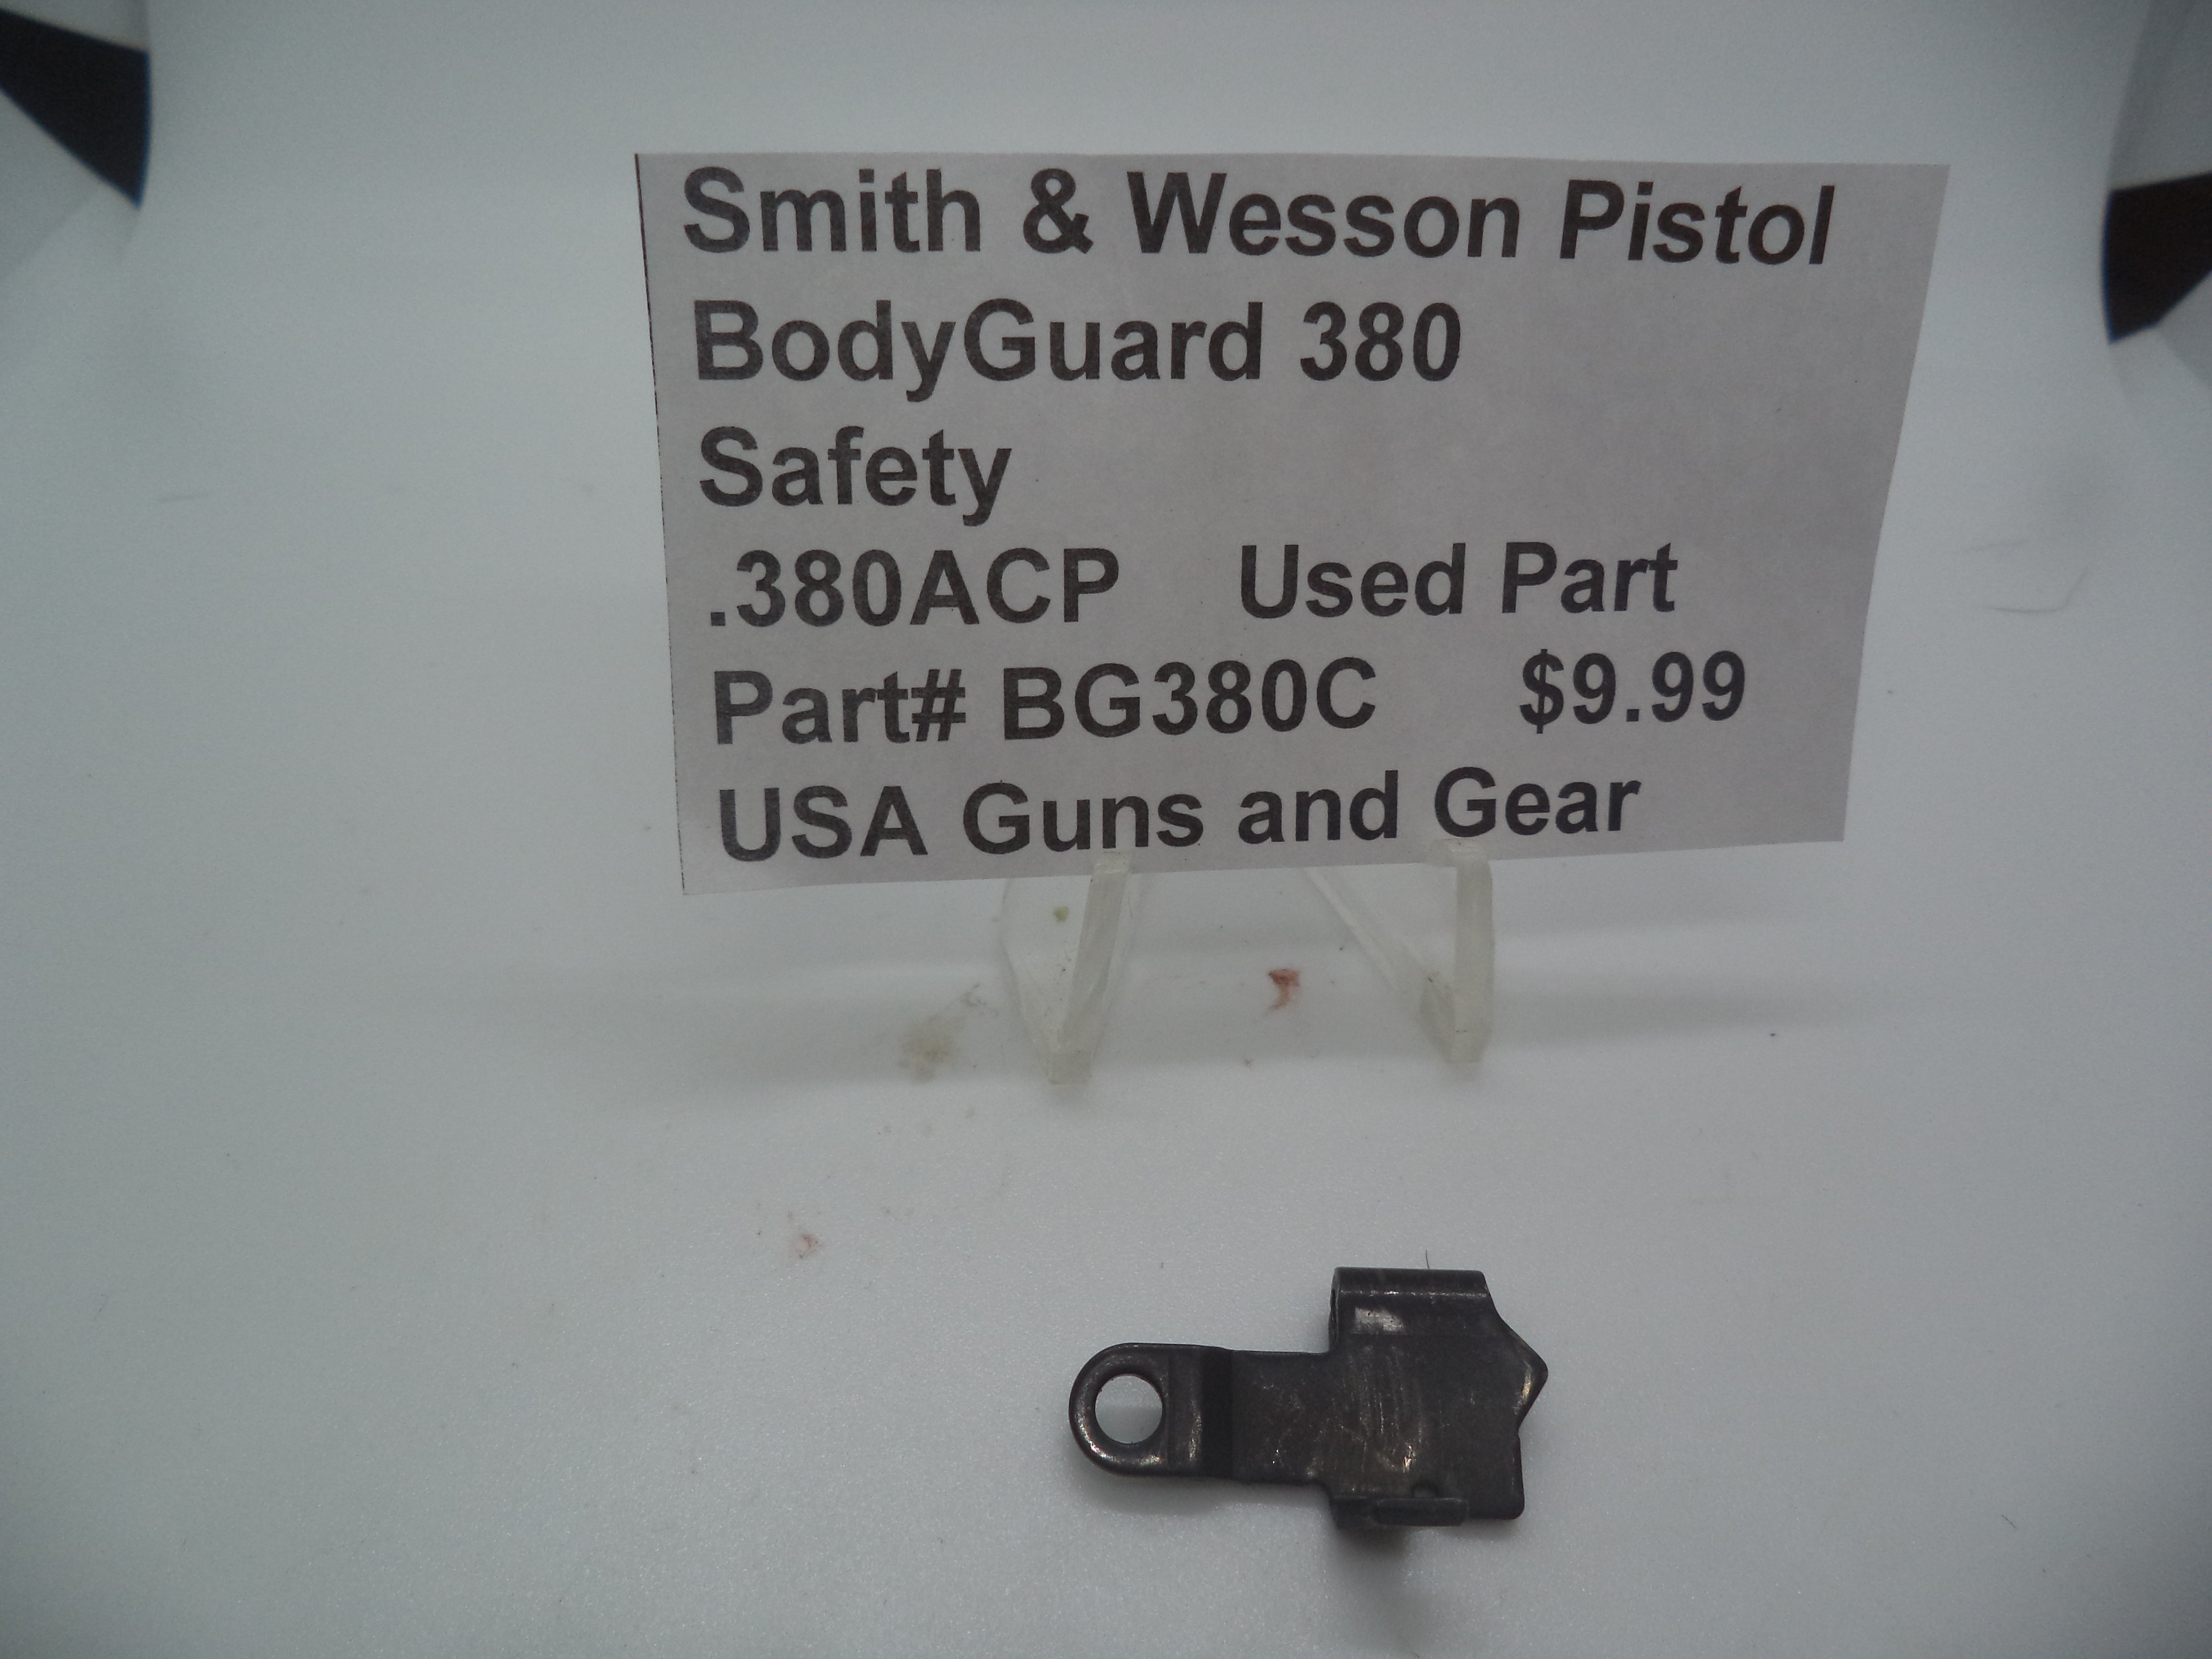 Smith & Wesson Pistol
BodyGuard 380
Safety
.380ACP Used Part
Part# BG380C $9.99
USA Guns and Gear